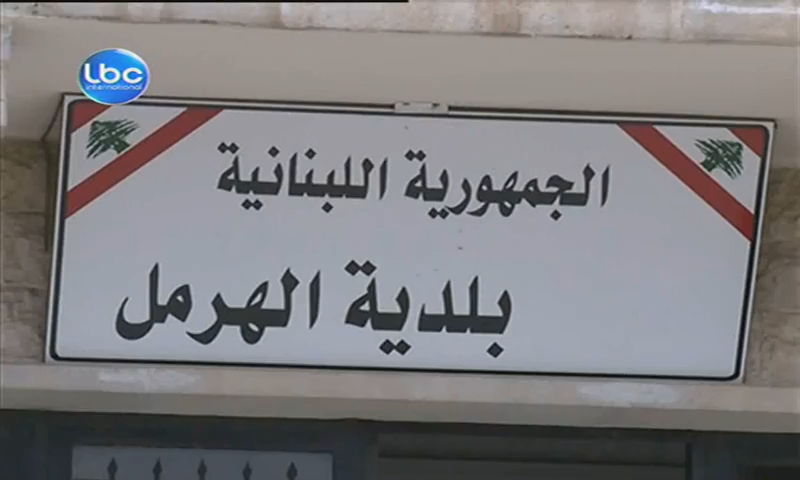 lbc
international
الجمهورية اللبنانية
بلدية الهرمل